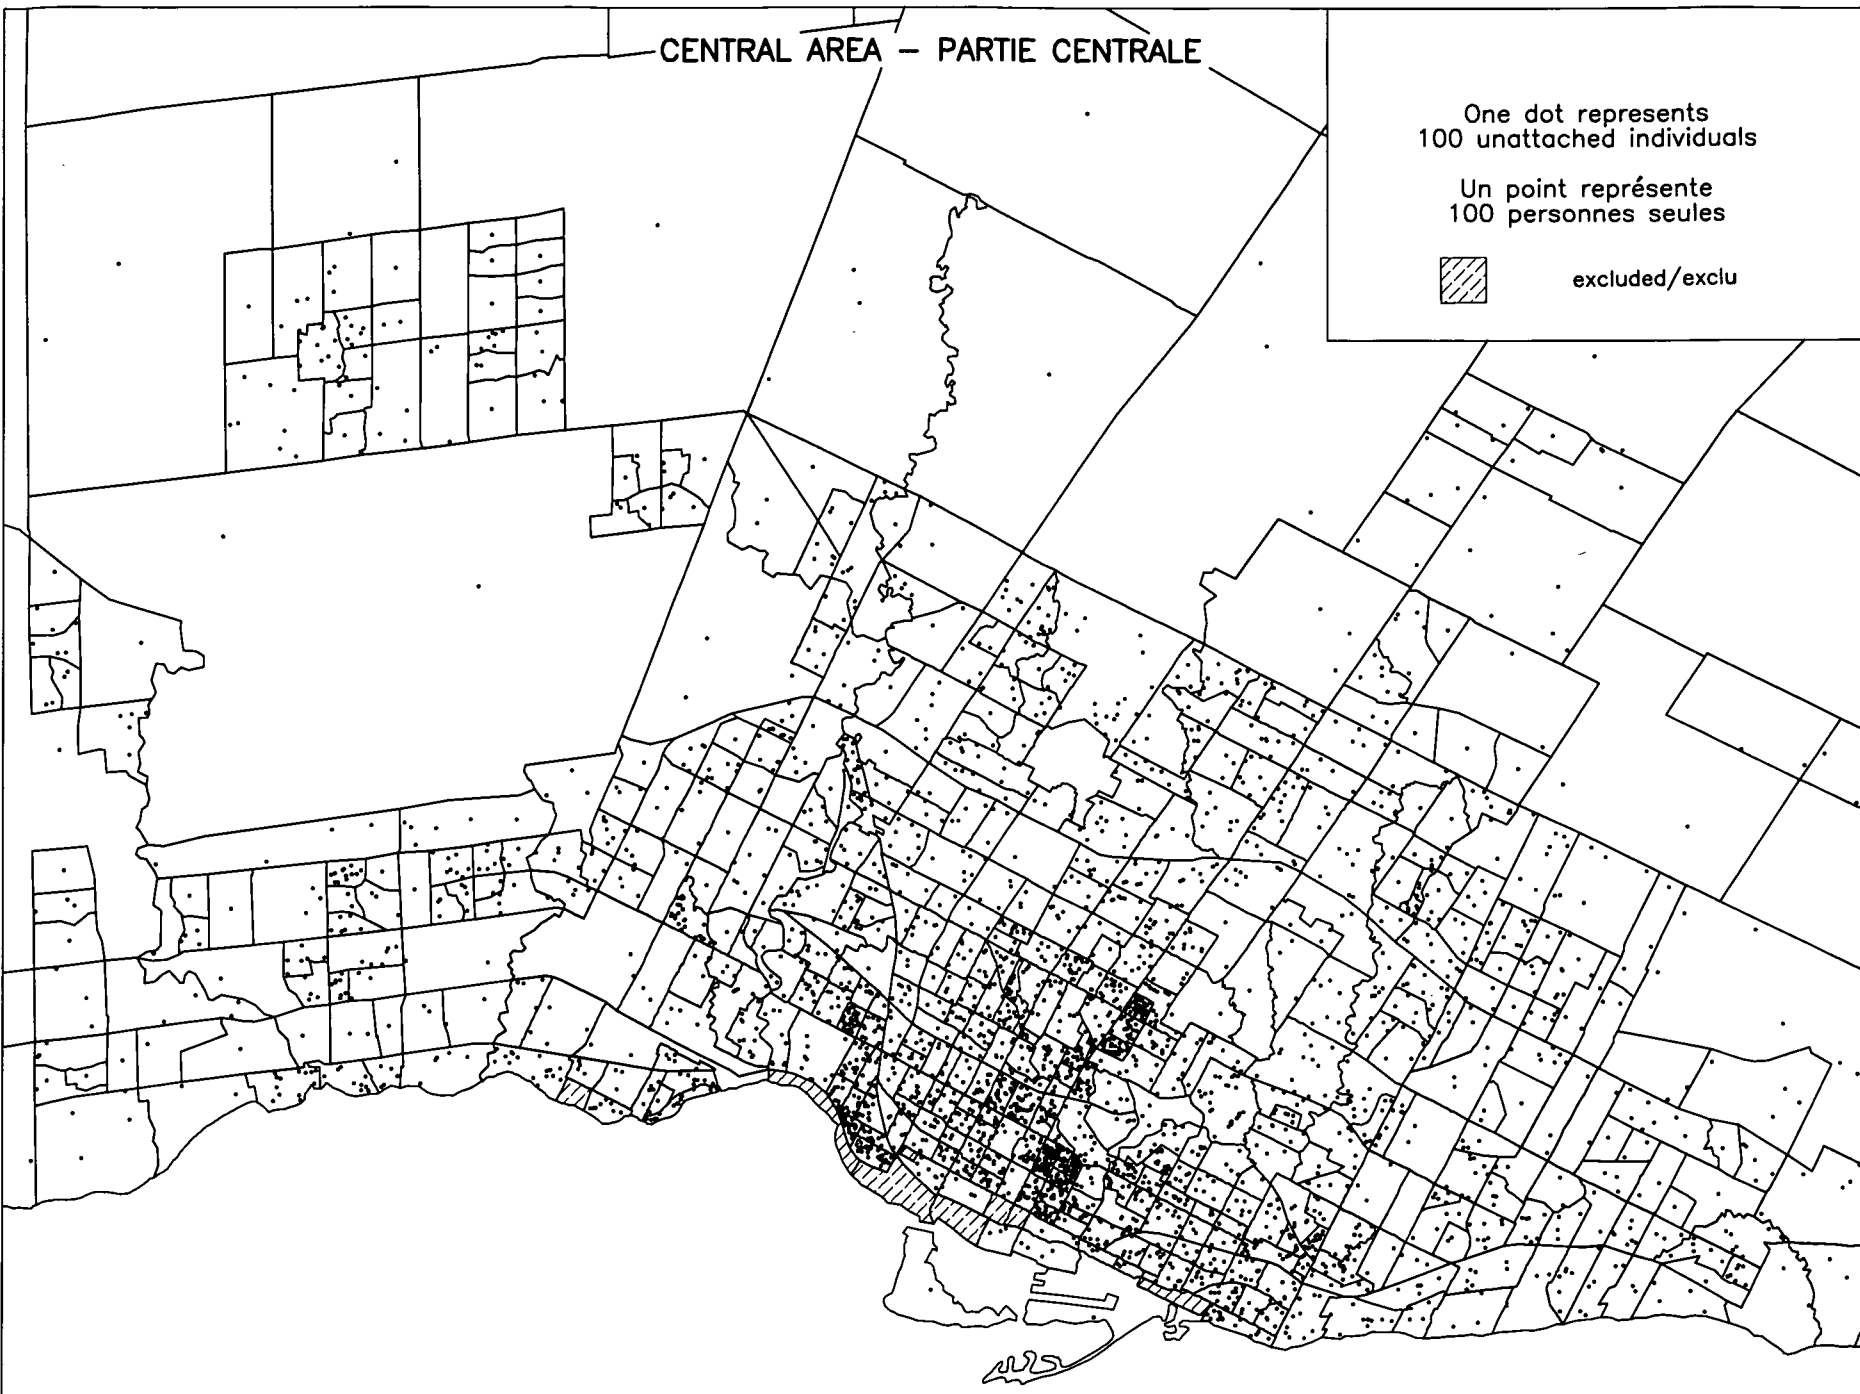 CENTRAL AREA – PARTIE CENTRALE
One dot represents
100 unattached individuals
Un point représente
100 personnes seules
excluded/exclu